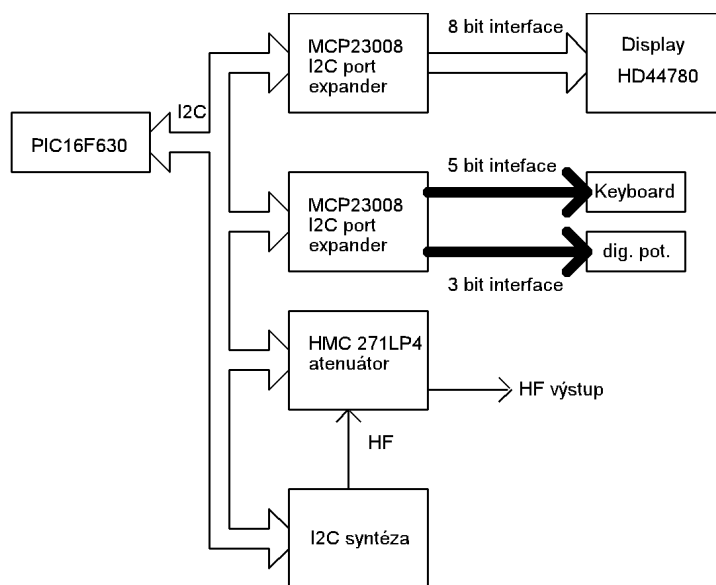 8 bit interface
MCP23008
I2C port
expander
Display
HD44780
I2C
PIC16F630
5 bit inteface
MCP23008
I2C port
expander
Keyboard
dig. pot.
3 bit interface
HMC 271LP4
atenuátor
HF výstup
HF
I2C syntéza